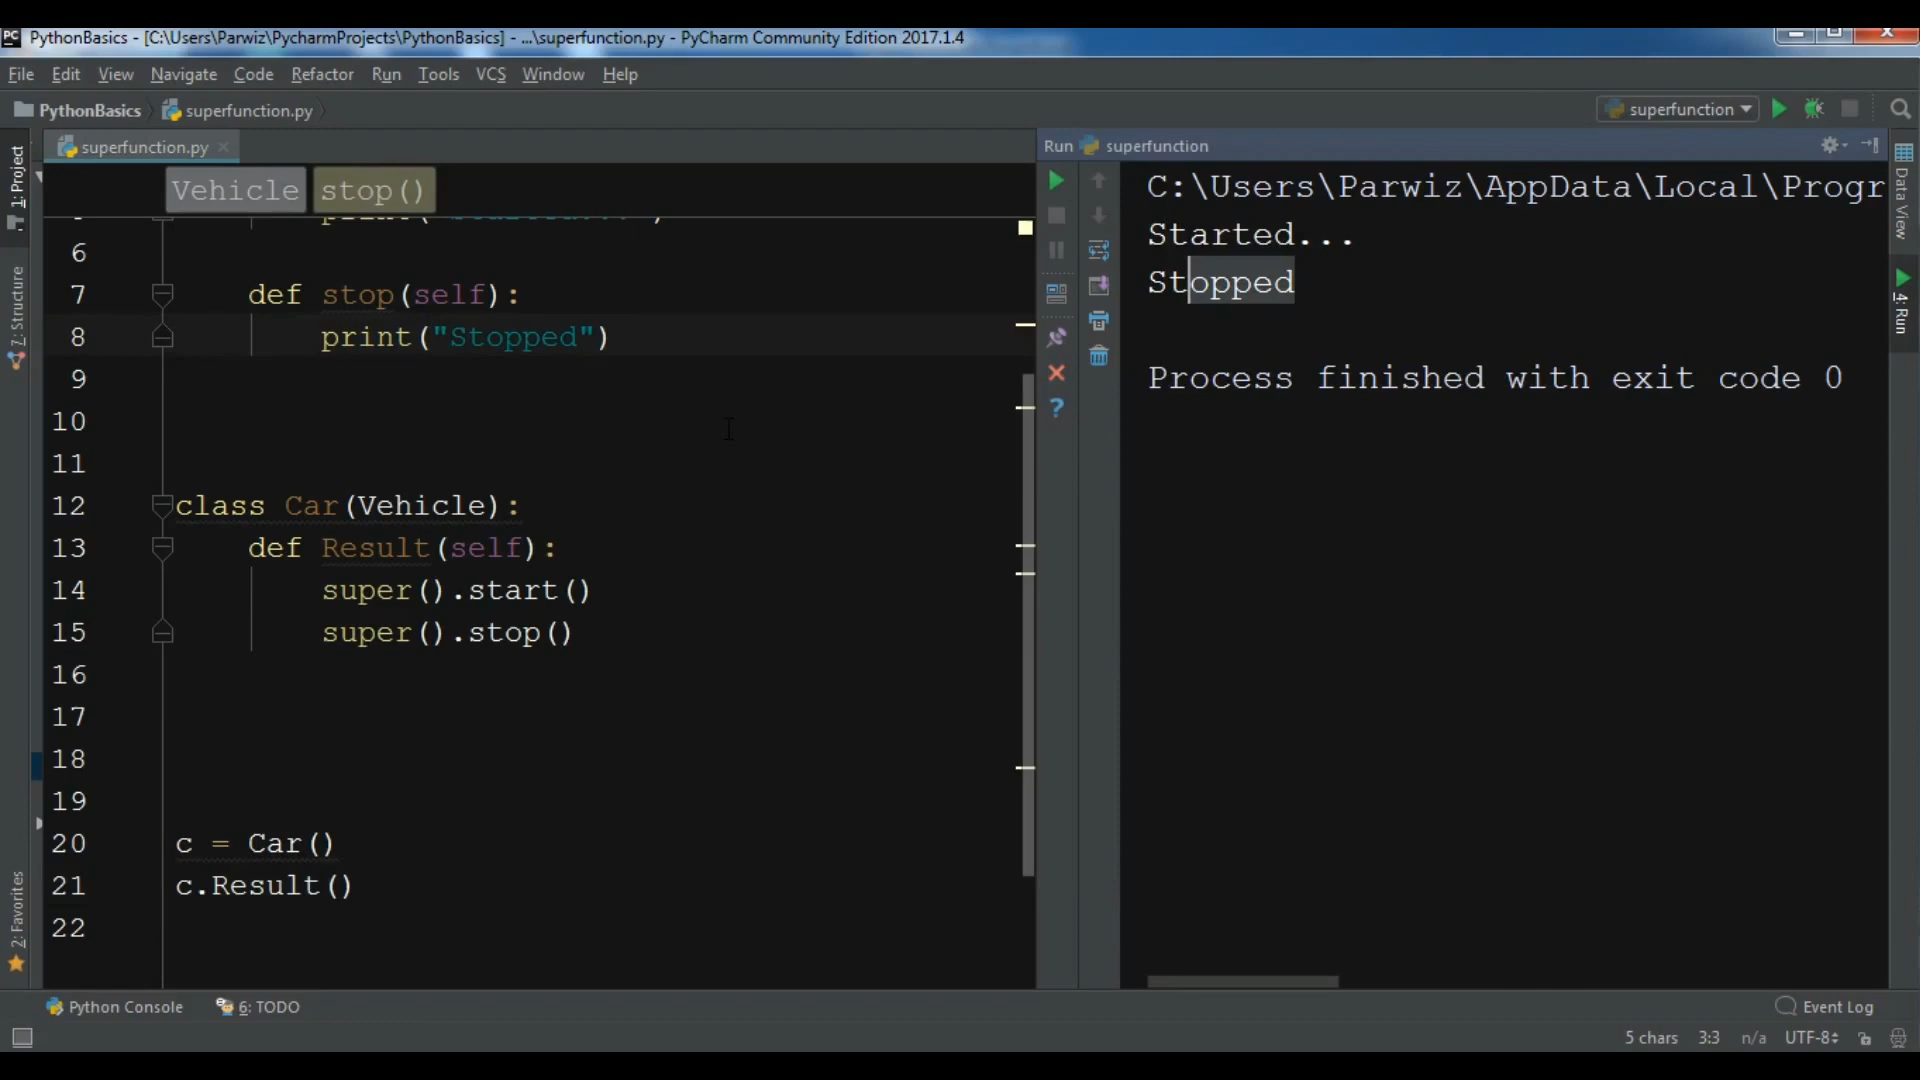 PythonBasics - [C:\Users\Parwiz\PycharmProjects\PythonBasics] - ...\superfunction.py - PyCharm Community Edition 2017.1.4
File Edit View Navigate Code Refactor Run Tools VCS Window Help
PythonBasics superfunction.py superfunction
superfunction.py
Vehicle stop()
6
7 def stop(self):
8 print("Stopped")
9
10
11
12 class Car(Vehicle):
13 def Result(self):
14 super().start()
15 super().stop()
16
17
18
19
20 c = Car()
21 c.Result()
22
Run superfunction
C:\Users\Parwiz\AppData\Local\Progr
Started...
Stopped
Process finished with exit code 0
1: Project
7: Structure
2: Favorites
Data View
4: Run
Python Console 6: TODO Event Log
5 chars 3:3 n/a UTF-8